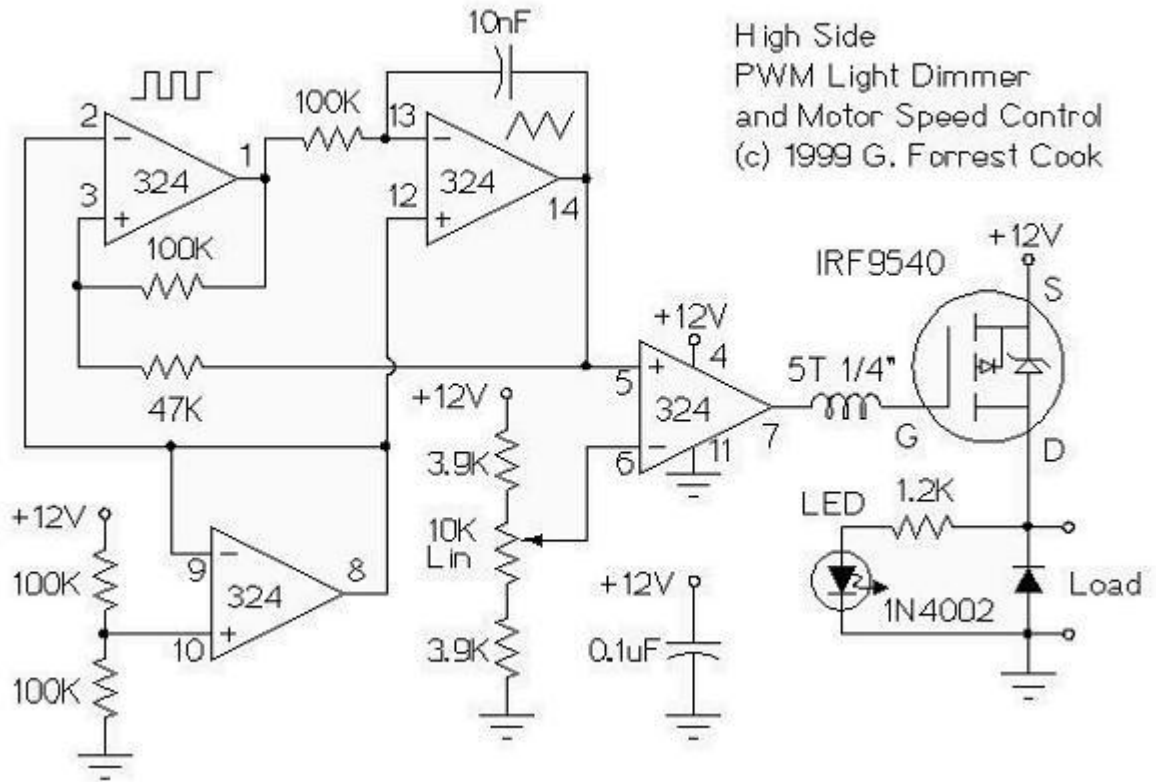 10nF
High Side
PWM Light Dimmer
and Motor Speed Control
(c) 1999 G. Forrest Cook
100K
2
-
1
324
3
+
13
-
324
12
+
14
100K
47K
+12V
IRF9540
S
+12V
4
5
+
324
6
-
11
7
5T 1/4"
G
D
+12V
3.9K
10K
Lin
3.9K
LED
1.2K
1N4002
Load
+12V
100K
100K
9
-
324
10
+
8
+12V
0.1uF